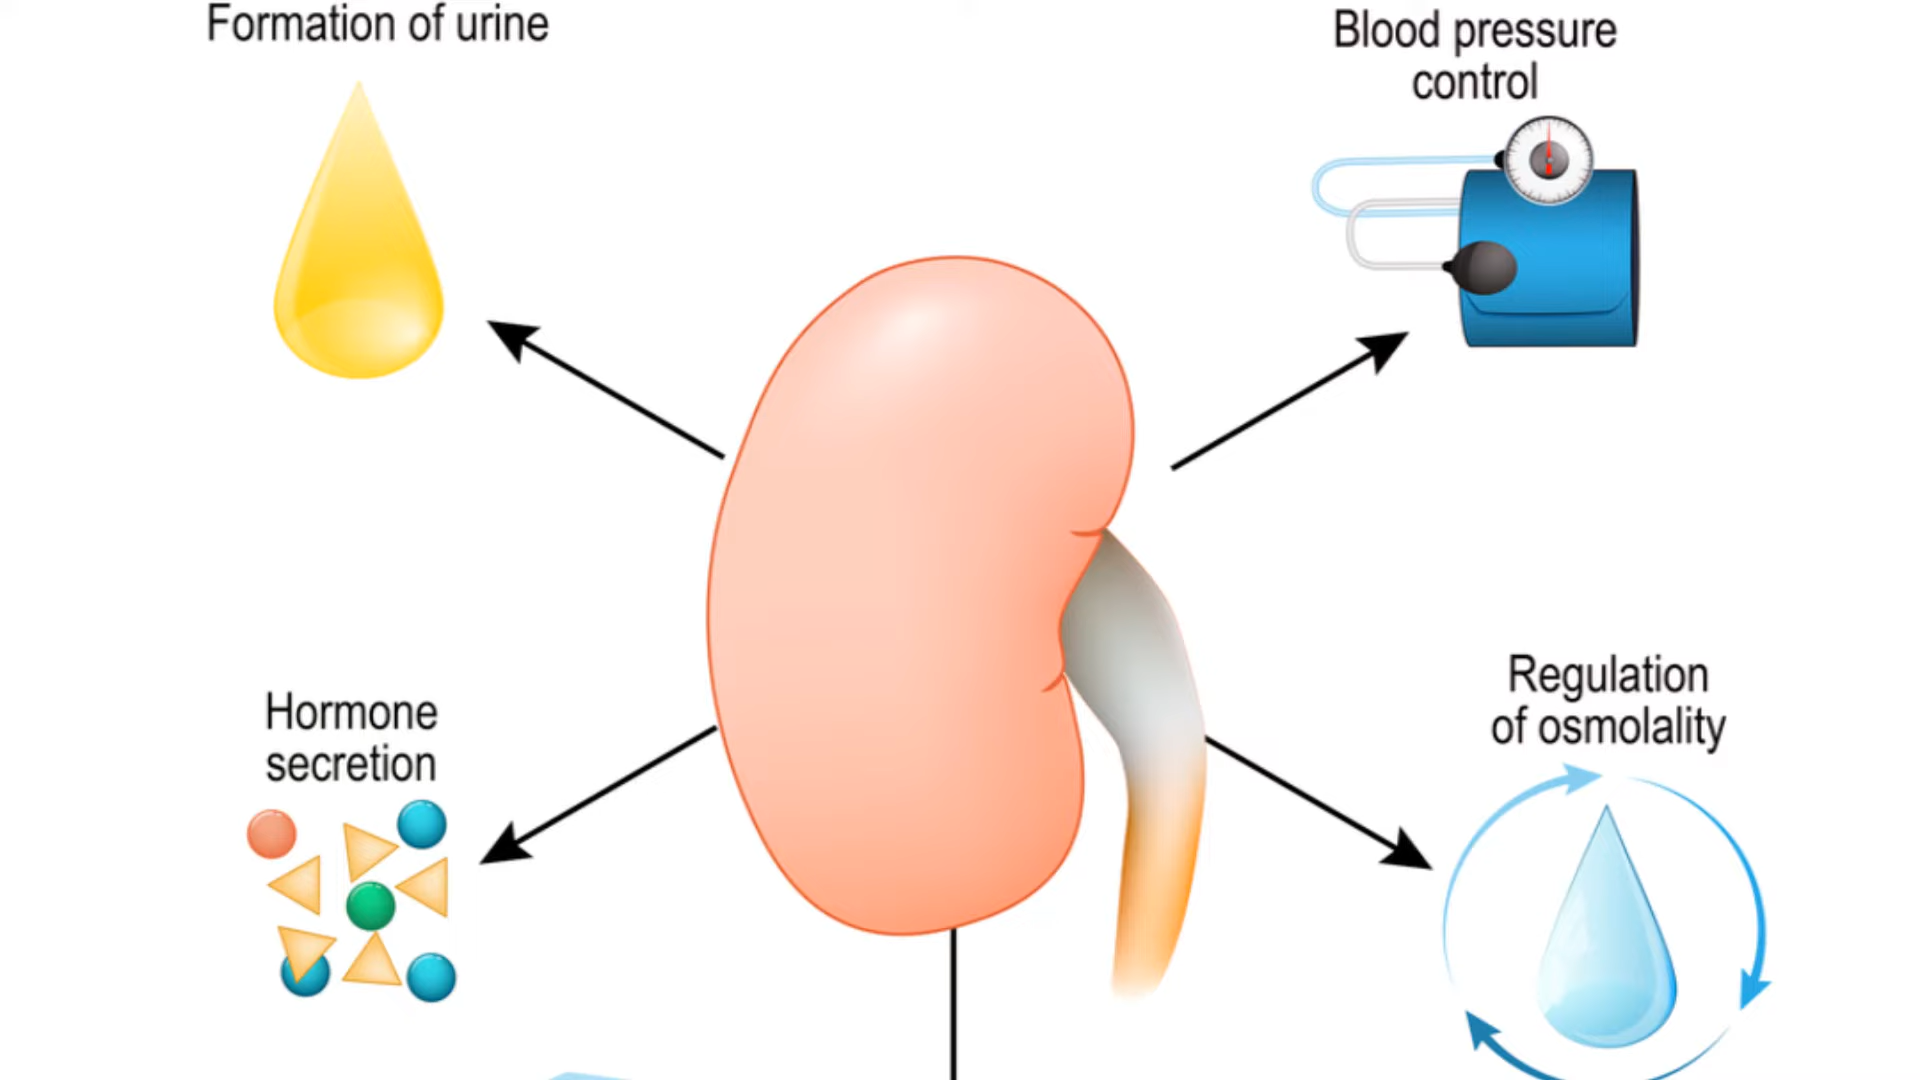 Formation of urine
Blood pressure
control
Hormone
secretion
Regulation
of osmolality